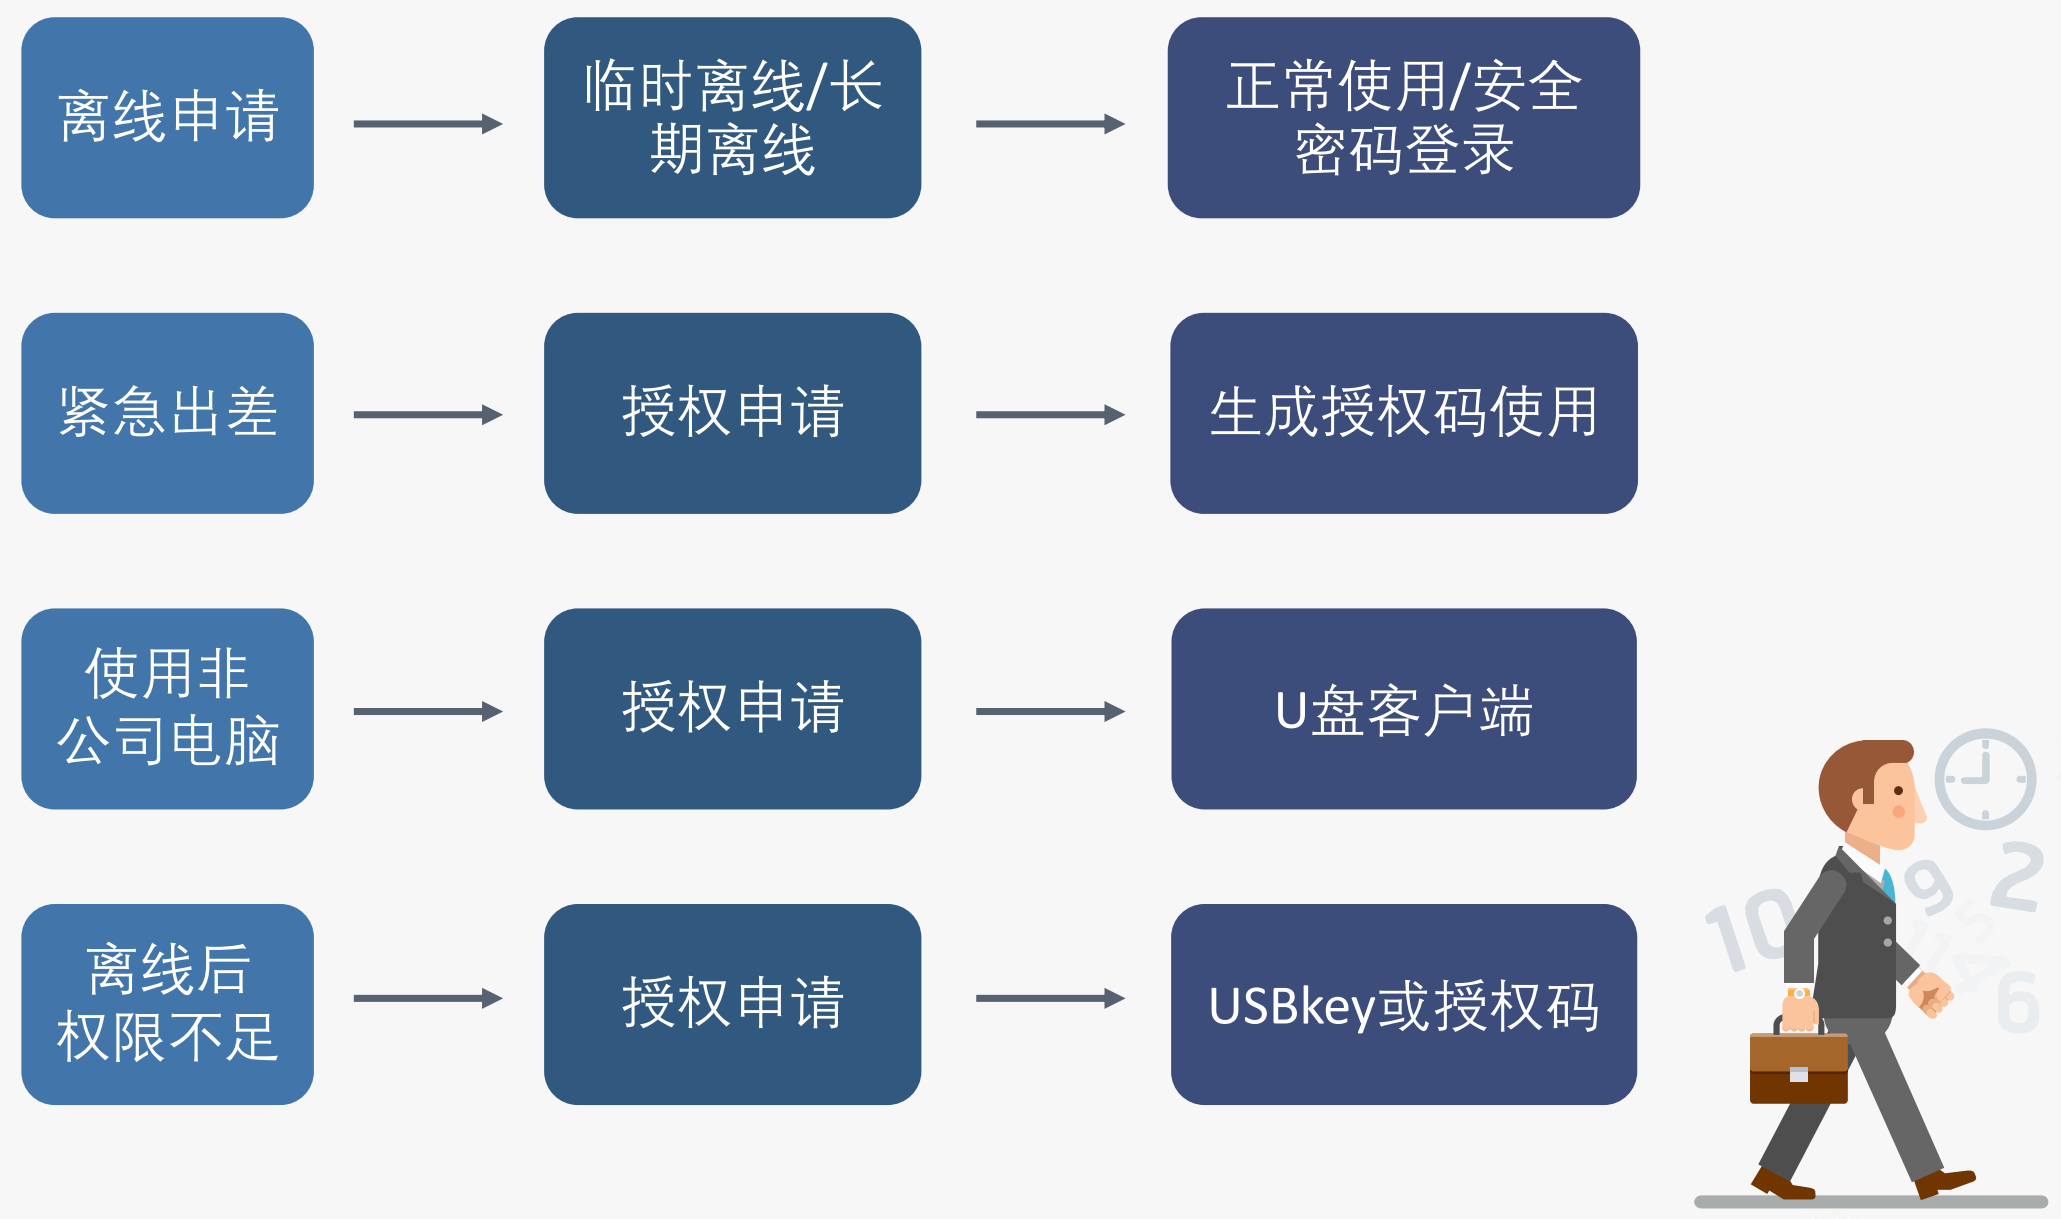 离线申请
临时离线/长
期离线
正常使用/安全
密码登录
紧急出差
授权申请
生成授权码使用
使用非
公司电脑
授权申请
U盘客户端
离线后
权限不足
授权申请
USBkey或授权码
10
9
2
5
11
4
6